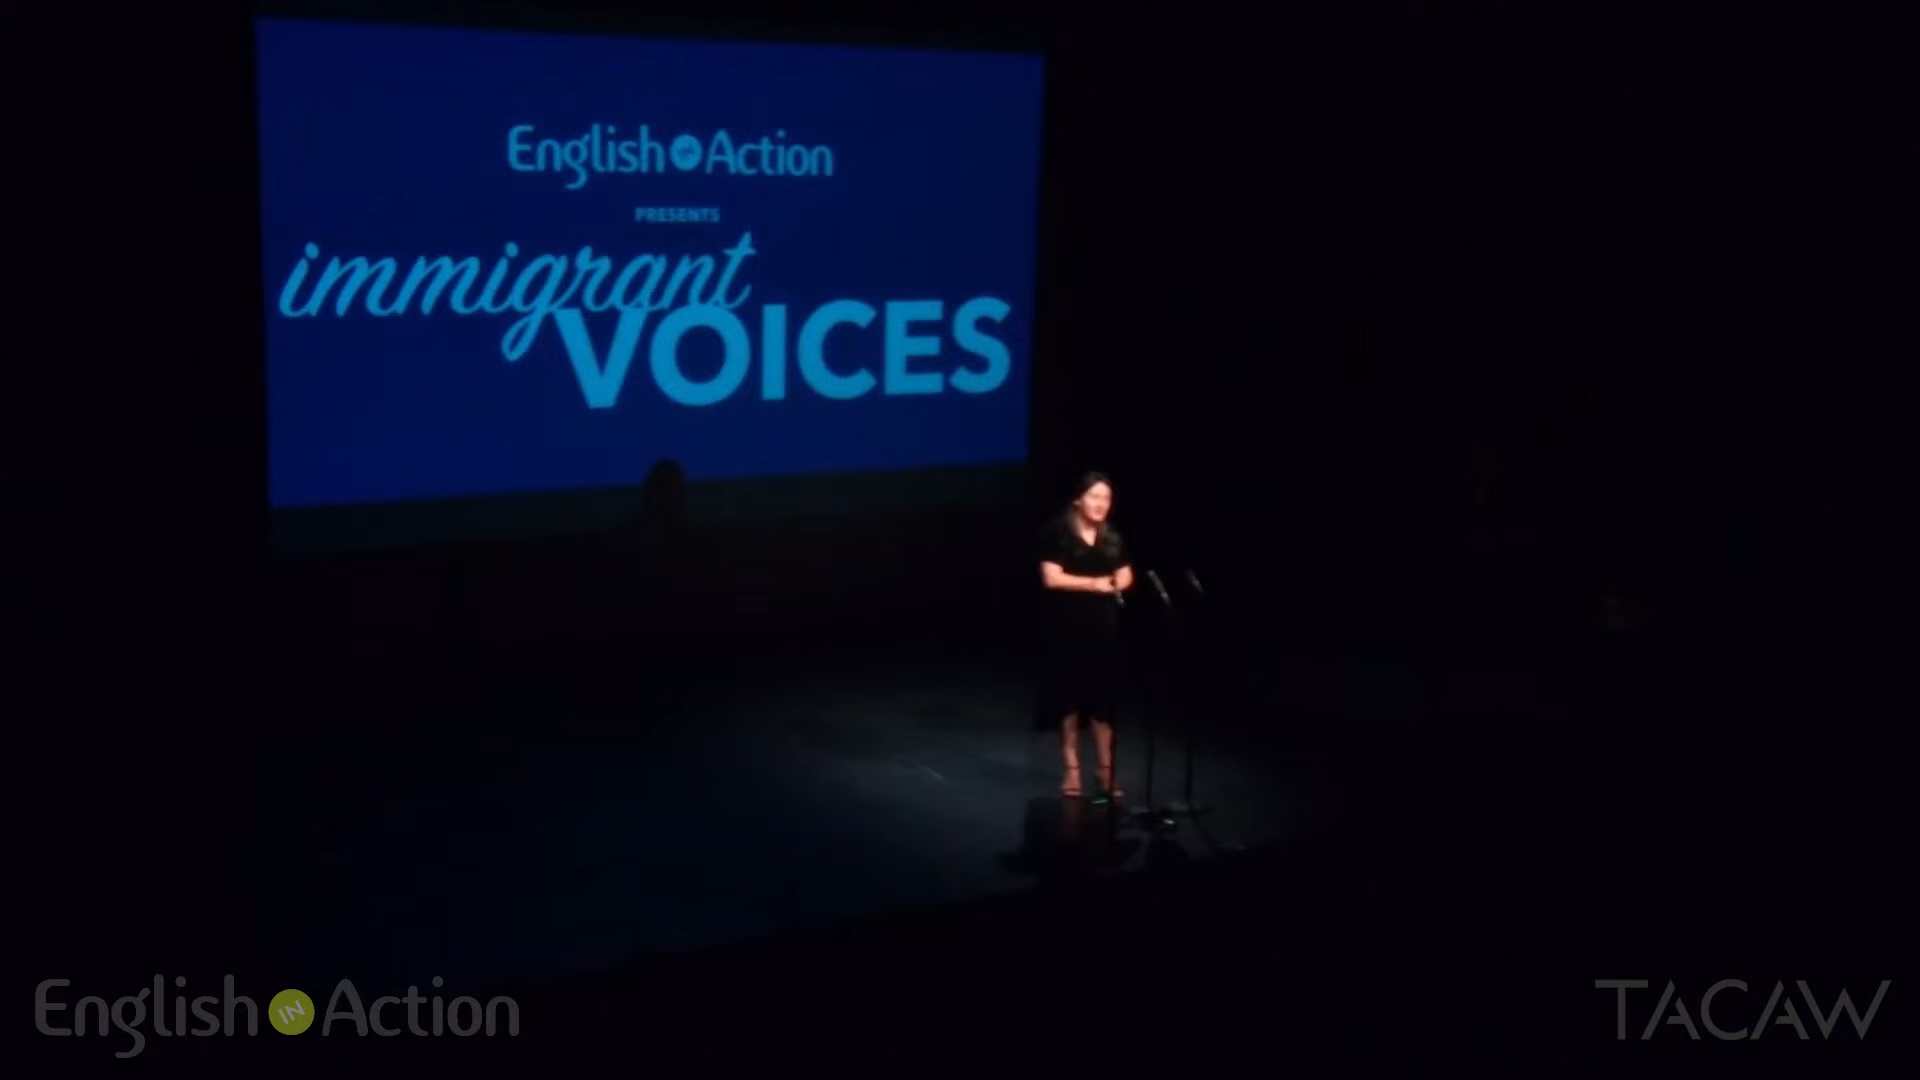 English in Action
PRESENTS
immigrant
VOICES
English IN Action
TACAW